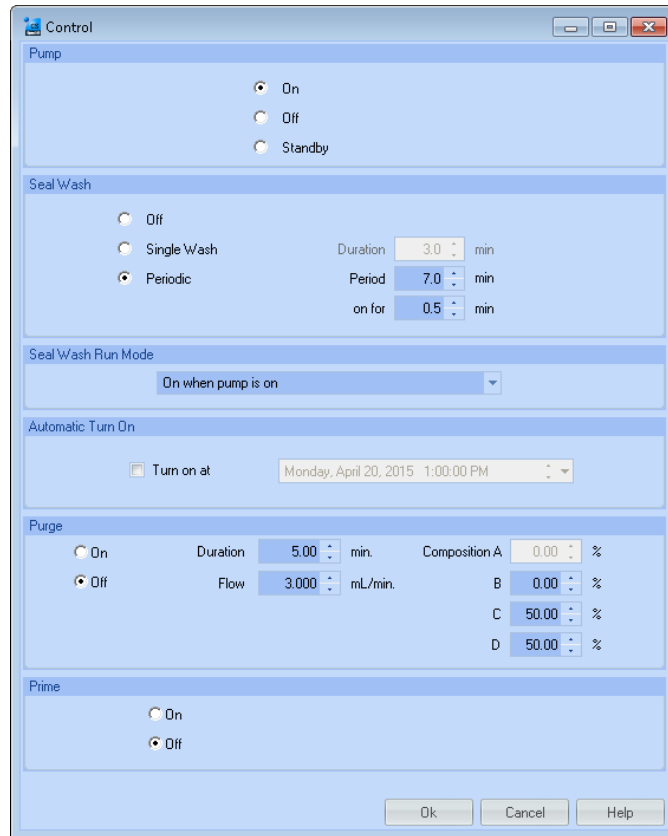 Control
Pump
On
Off
Standby
Seal Wash
Off
Single Wash Duration 3.0 min
Periodic Period 7.0 min
on for 0.5 min
Seal Wash Run Mode
On when pump is on
Automatic Turn On
Turn on at Monday, April 20, 2015 1:00:00 PM
Purge
On Duration 5.00 min. Composition A 0.00 %
Off Flow 3.000 mL/min. B 0.00 %
C 50.00 %
D 50.00 %
Prime
On
Off
Ok Cancel Help